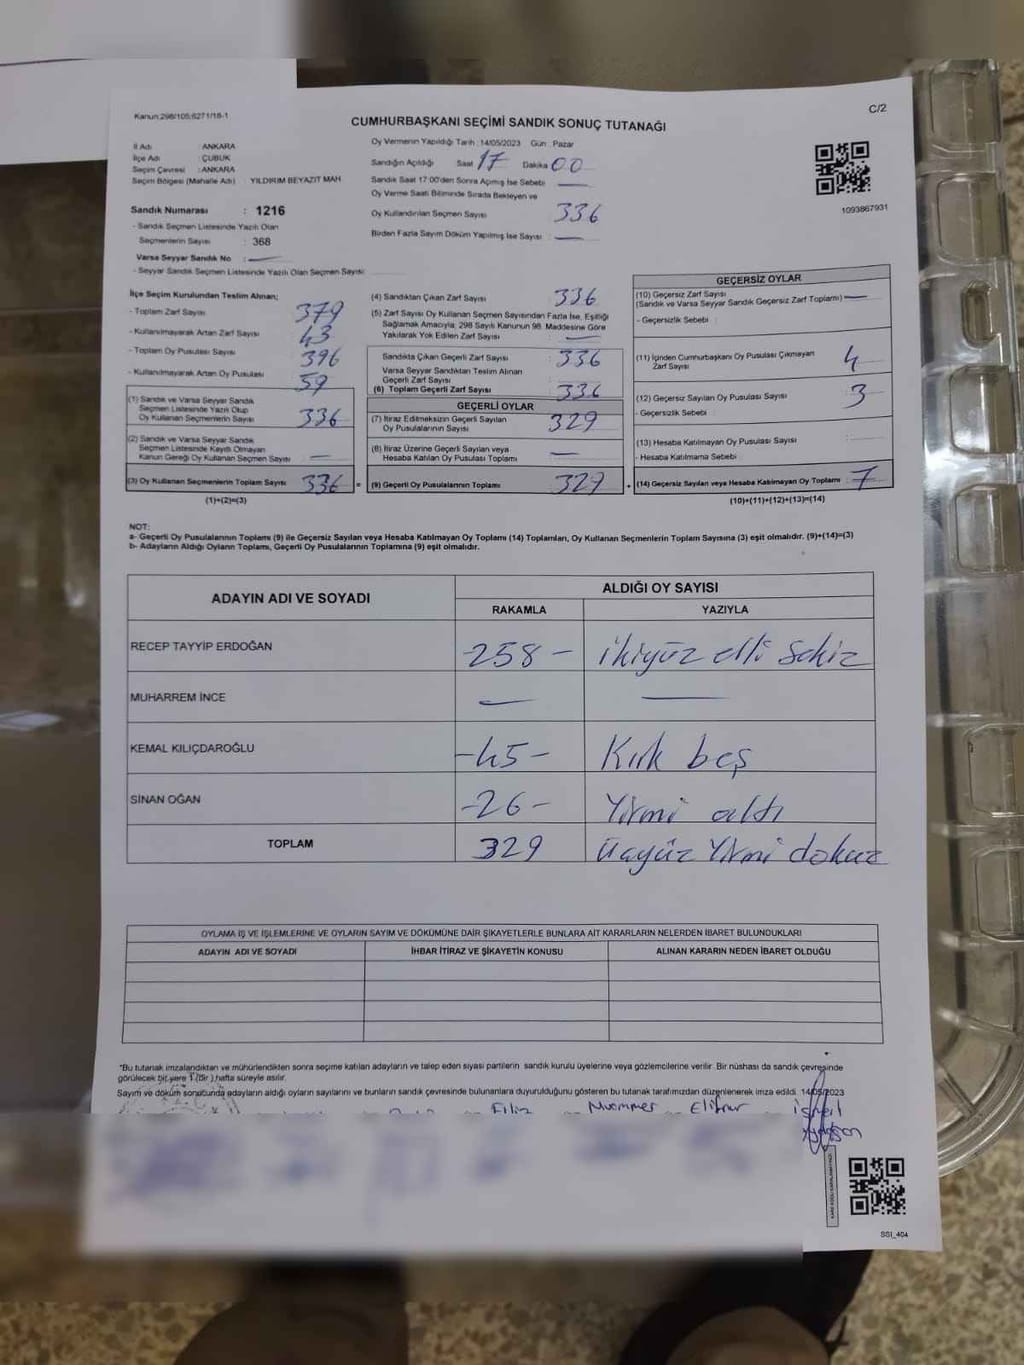 Kanun:298/105,6271/18-1
C/2
CUMHURBAŞKANI SEÇİMİ SANDIK SONUÇ TUTANAĞI
İl Adı : ANKARA
İlçe Adı : ÇUBUK
Seçim Çevresi : ANKARA
Seçim Bölgesi (Mahalle Adı) : YILDIRIM BEYAZIT MAH
Sandık Numarası : 1216
- Sandık Seçmen Listesinde Yazılı Olan
Seçmenlerin Sayısı : 368
Varsa Seyyar Sandık No : —
- Seyyar Sandık Seçmen Listesinde Yazılı Olan Seçmen Sayısı :
Oy Vermenin Yapıldığı Tarih : 14/05/2023 Gün : Pazar
Sandığın Açıldığı Saat 17 Dakika 00
Sandık Saat 17:00'den Sonra Açılmış İse Sebebi : —
Oy Verme Saati Bitiminde Sırada Bekleyen ve
Oy Kullandırılan Seçmen Sayısı 336
Birden Fazla Sayım Döküm Yapılmış İse Sayısı : —
1093867931
İlçe Seçim Kurulundan Teslim Alınan;
- Toplam Zarf Sayısı : 379
- Kullanılmayarak Artan Zarf Sayısı : 43
- Toplam Oy Pusulası Sayısı : 396
- Kullanılmayarak Artan Oy Pusulası : 59
(1) Sandık ve Varsa Seyyar Sandık
Seçmen Listesinde Yazılı Olup
Oy Kullanan Seçmenlerin Sayısı : 336
(2) Sandık ve Varsa Seyyar Sandık
Seçmen Listesinde Kayıtlı Olmayan
Kanun Gereği Oy Kullanan Seçmen Sayısı : —
(3) Oy Kullanan Seçmenlerin Toplam Sayısı : 336 =
(1)+(2)=(3)
(4) Sandıktan Çıkan Zarf Sayısı : 336
(5) Zarf Sayısı Oy Kullanan Seçmen Sayısından Fazla İse, Eşitliği
Sağlamak Amacıyla; 298 Sayılı Kanunun 98. Maddesine Göre
Yakılarak Yok Edilen Zarf Sayısı : —
Sandıkta Çıkan Geçerli Zarf Sayısı : 336
Varsa Seyyar Sandıktan Teslim Alınan
Geçerli Zarf Sayısı :
(6) Toplam Geçerli Zarf Sayısı : 336
GEÇERLİ OYLAR
(7) İtiraz Edilmeksizin Geçerli Sayılan
Oy Pusulalarının Sayısı : 329
(8) İtiraz Üzerine Geçerli Sayılan veya
Hesaba Katılan Oy Pusulası Toplamı : —
(9) Geçerli Oy Pusulalarının Toplamı : 329 +
GEÇERSİZ OYLAR
(10) Geçersiz Zarf Sayısı
(Sandık ve Varsa Seyyar Sandık Geçersiz Zarf Toplamı) : —
- Geçersizlik Sebebi :
(11) İçinden Cumhurbaşkanı Oy Pusulası Çıkmayan
Zarf Sayısı : 4
(12) Geçersiz Sayılan Oy Pusulası Sayısı : 3
- Geçersizlik Sebebi :
(13) Hesaba Katılmayan Oy Pusulası Sayısı :
- Hesaba Katılmama Sebebi :
(14) Geçersiz Sayılan veya Hesaba Katılmayan Oy Toplamı : 7
(10)+(11)+(12)+(13)=(14)
NOT:
a- Geçerli Oy Pusulalarının Toplamı (9) ile Geçersiz Sayılan veya Hesaba Katılmayan Oy Toplamı (14) Toplamları, Oy Kullanan Seçmenlerin Toplam Sayısına (3) eşit olmalıdır. (9)+(14)=(3)
b- Adayların Aldığı Oyların Toplamı, Geçerli Oy Pusulalarının Toplamına (9) eşit olmalıdır.
ADAYIN ADI VE SOYADI
ALDIĞI OY SAYISI
RAKAMLA YAZIYLA
RECEP TAYYİP ERDOĞAN -258- ikiyüz elli sekiz
MUHARREM İNCE — —
KEMAL KILIÇDAROĞLU -45- Kırk beş
SİNAN OĞAN -26- Yirmi altı
TOPLAM 329 üçyüz Yirmi dokuz
OYLAMA İŞ VE İŞLEMLERİNE VE OYLARIN SAYIM VE DÖKÜMÜNE DAİR ŞİKAYETLERLE BUNLARA AİT KARARLARIN NELERDEN İBARET BULUNDUKLARI
ADAYIN ADI VE SOYADI İHBAR İTİRAZ VE ŞİKAYETİN KONUSU ALINAN KARARIN NEDEN İBARET OLDUĞU
*Bu tutanak imzalandıktan ve mühürlendikten sonra seçime katılan adayların ve talep eden siyasi partilerin sandık kurulu üyelerine veya gözlemcilerine verilir. Bir nüshası da sandık çevresinde
görülecek bir yere 1 (bir) hafta süreyle asılır.
Sayım ve döküm sonucunda adayların aldığı oyların sayılarını ve bunların sandık çevresinde bulunanlara duyurulduğunu gösteren bu tutanak tarafımızdan düzenlenerek imza edildi. 14/05/2023
Filiz Muammer Elifnur ismail
SSI_404